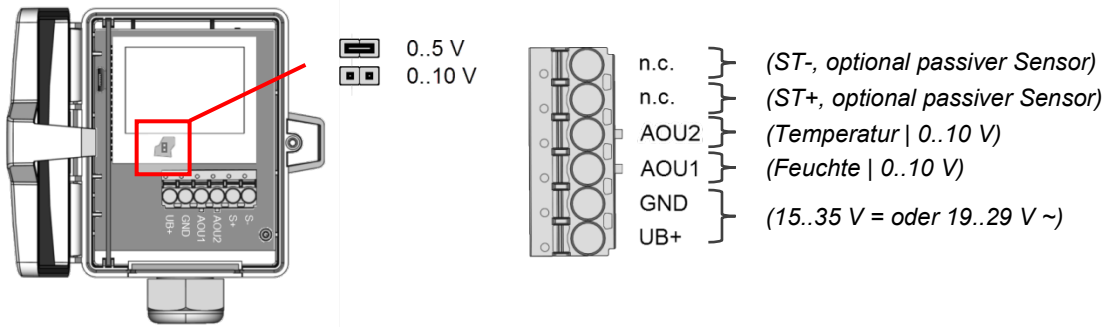 0..5 V
0..10 V
UB+
GND
AOU1
AOU2
S+
S-
n.c. (ST-, optional passiver Sensor)
n.c. (ST+, optional passiver Sensor)
AOU2 (Temperatur | 0..10 V)
AOU1 (Feuchte | 0..10 V)
GND
UB+
(15..35 V = oder 19..29 V ~)